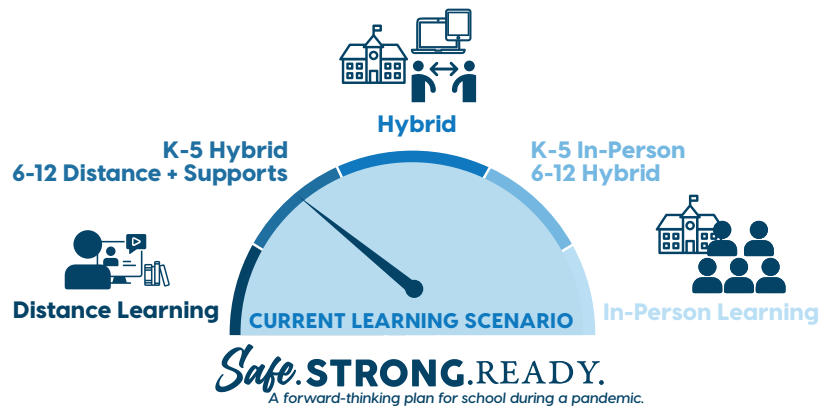 Hybrid
K-5 Hybrid
6-12 Distance + Supports
K-5 In-Person
6-12 Hybrid
Distance Learning
In-Person Learning
CURRENT LEARNING SCENARIO
Safe.STRONG.READY.
A forward-thinking plan for school during a pandemic.